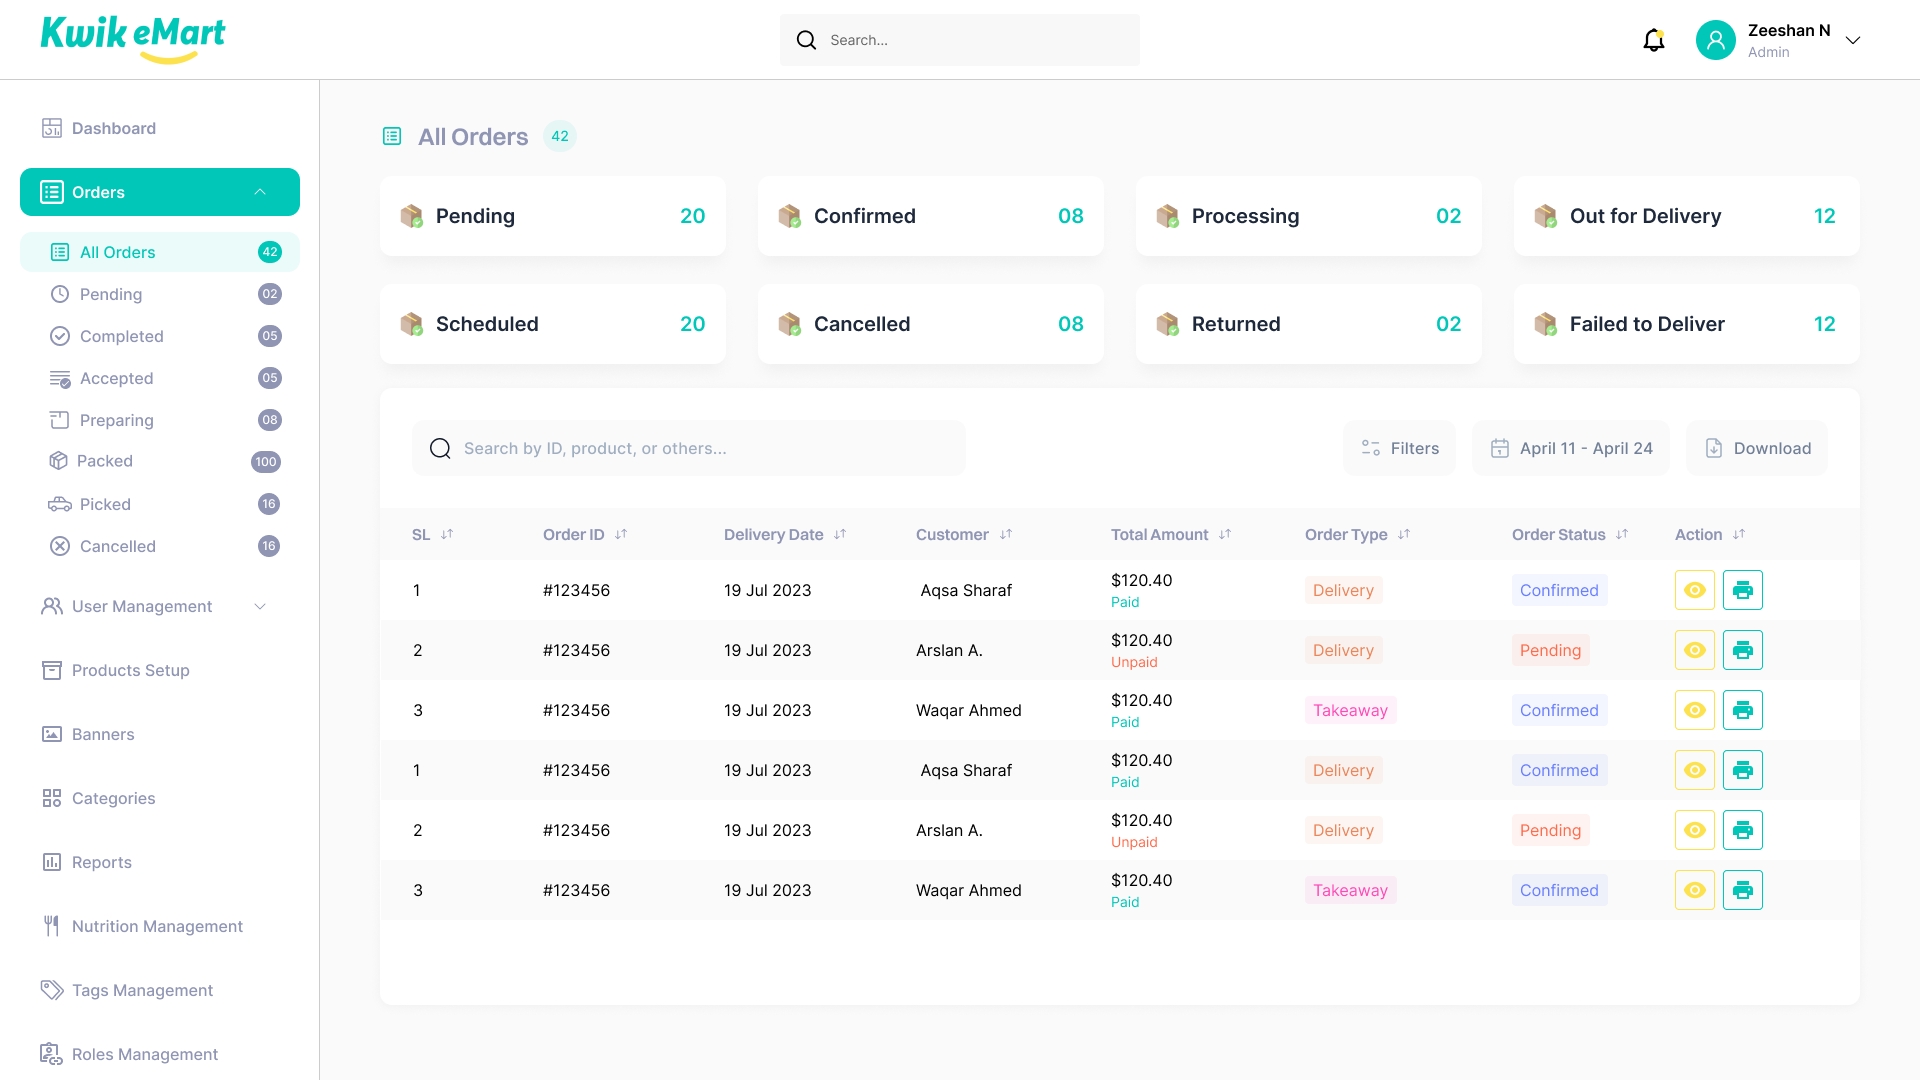 Kwik eMart
Search...
Zeeshan N
Admin
Dashboard
Orders
All Orders 42
Pending 02
Completed 05
Accepted 05
Preparing 08
Packed 100
Picked 16
Cancelled 16
User Management
Products Setup
Banners
Categories
Reports
Nutrition Management
Tags Management
Roles Management
All Orders 42
Pending 20
Confirmed 08
Processing 02
Out for Delivery 12
Scheduled 20
Cancelled 08
Returned 02
Failed to Deliver 12
Search by ID, product, or others...
Filters
April 11 - April 24
Download
SL Order ID Delivery Date Customer Total Amount Order Type Order Status Action
1 #123456 19 Jul 2023 Aqsa Sharaf $120.40 Delivery Confirmed
Paid
2 #123456 19 Jul 2023 Arslan A. $120.40 Delivery Pending
Unpaid
3 #123456 19 Jul 2023 Waqar Ahmed $120.40 Takeaway Confirmed
Paid
1 #123456 19 Jul 2023 Aqsa Sharaf $120.40 Delivery Confirmed
Paid
2 #123456 19 Jul 2023 Arslan A. $120.40 Delivery Pending
Unpaid
3 #123456 19 Jul 2023 Waqar Ahmed $120.40 Takeaway Confirmed
Paid